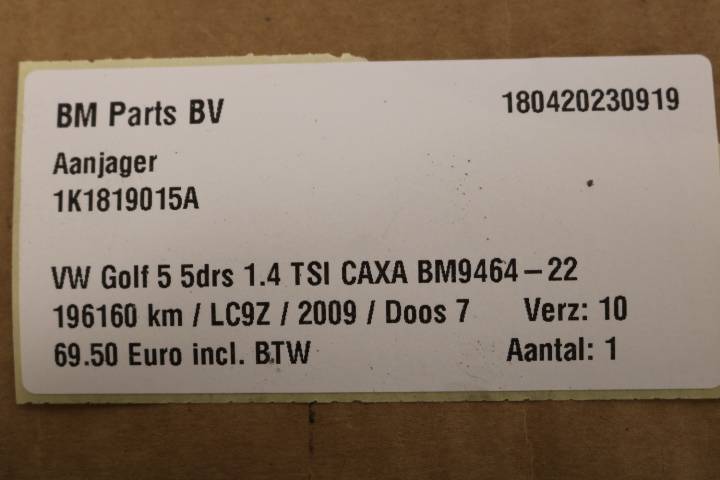 BM Parts BV 180420230919
Aanjager
1K1819015A
VW Golf 5 5drs 1.4 TSI CAXA BM9464-22
196160 km / LC9Z / 2009 / Doos 7 Verz: 10
69.50 Euro incl. BTW Aantal: 1